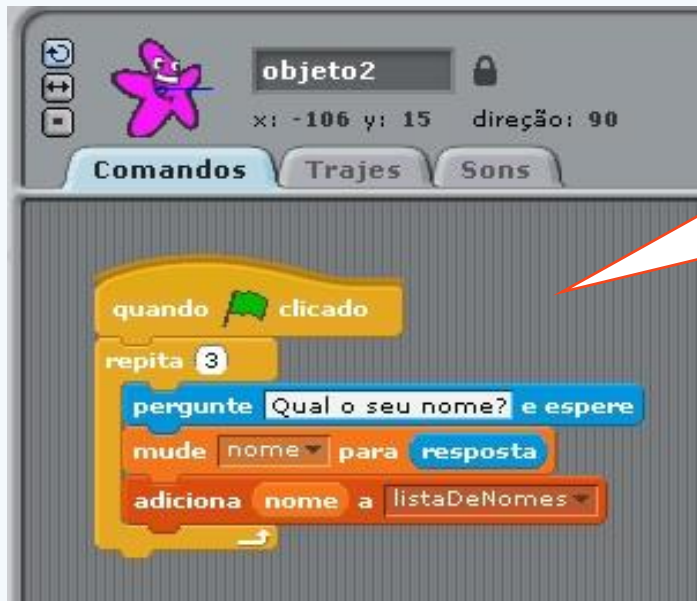 objeto2
x: -106 y: 15 direção: 90
Comandos Trajes Sons
quando clicado
repita 3
pergunte Qual o seu nome? e espere
mude nome para resposta
adiciona nome a listaDeNomes